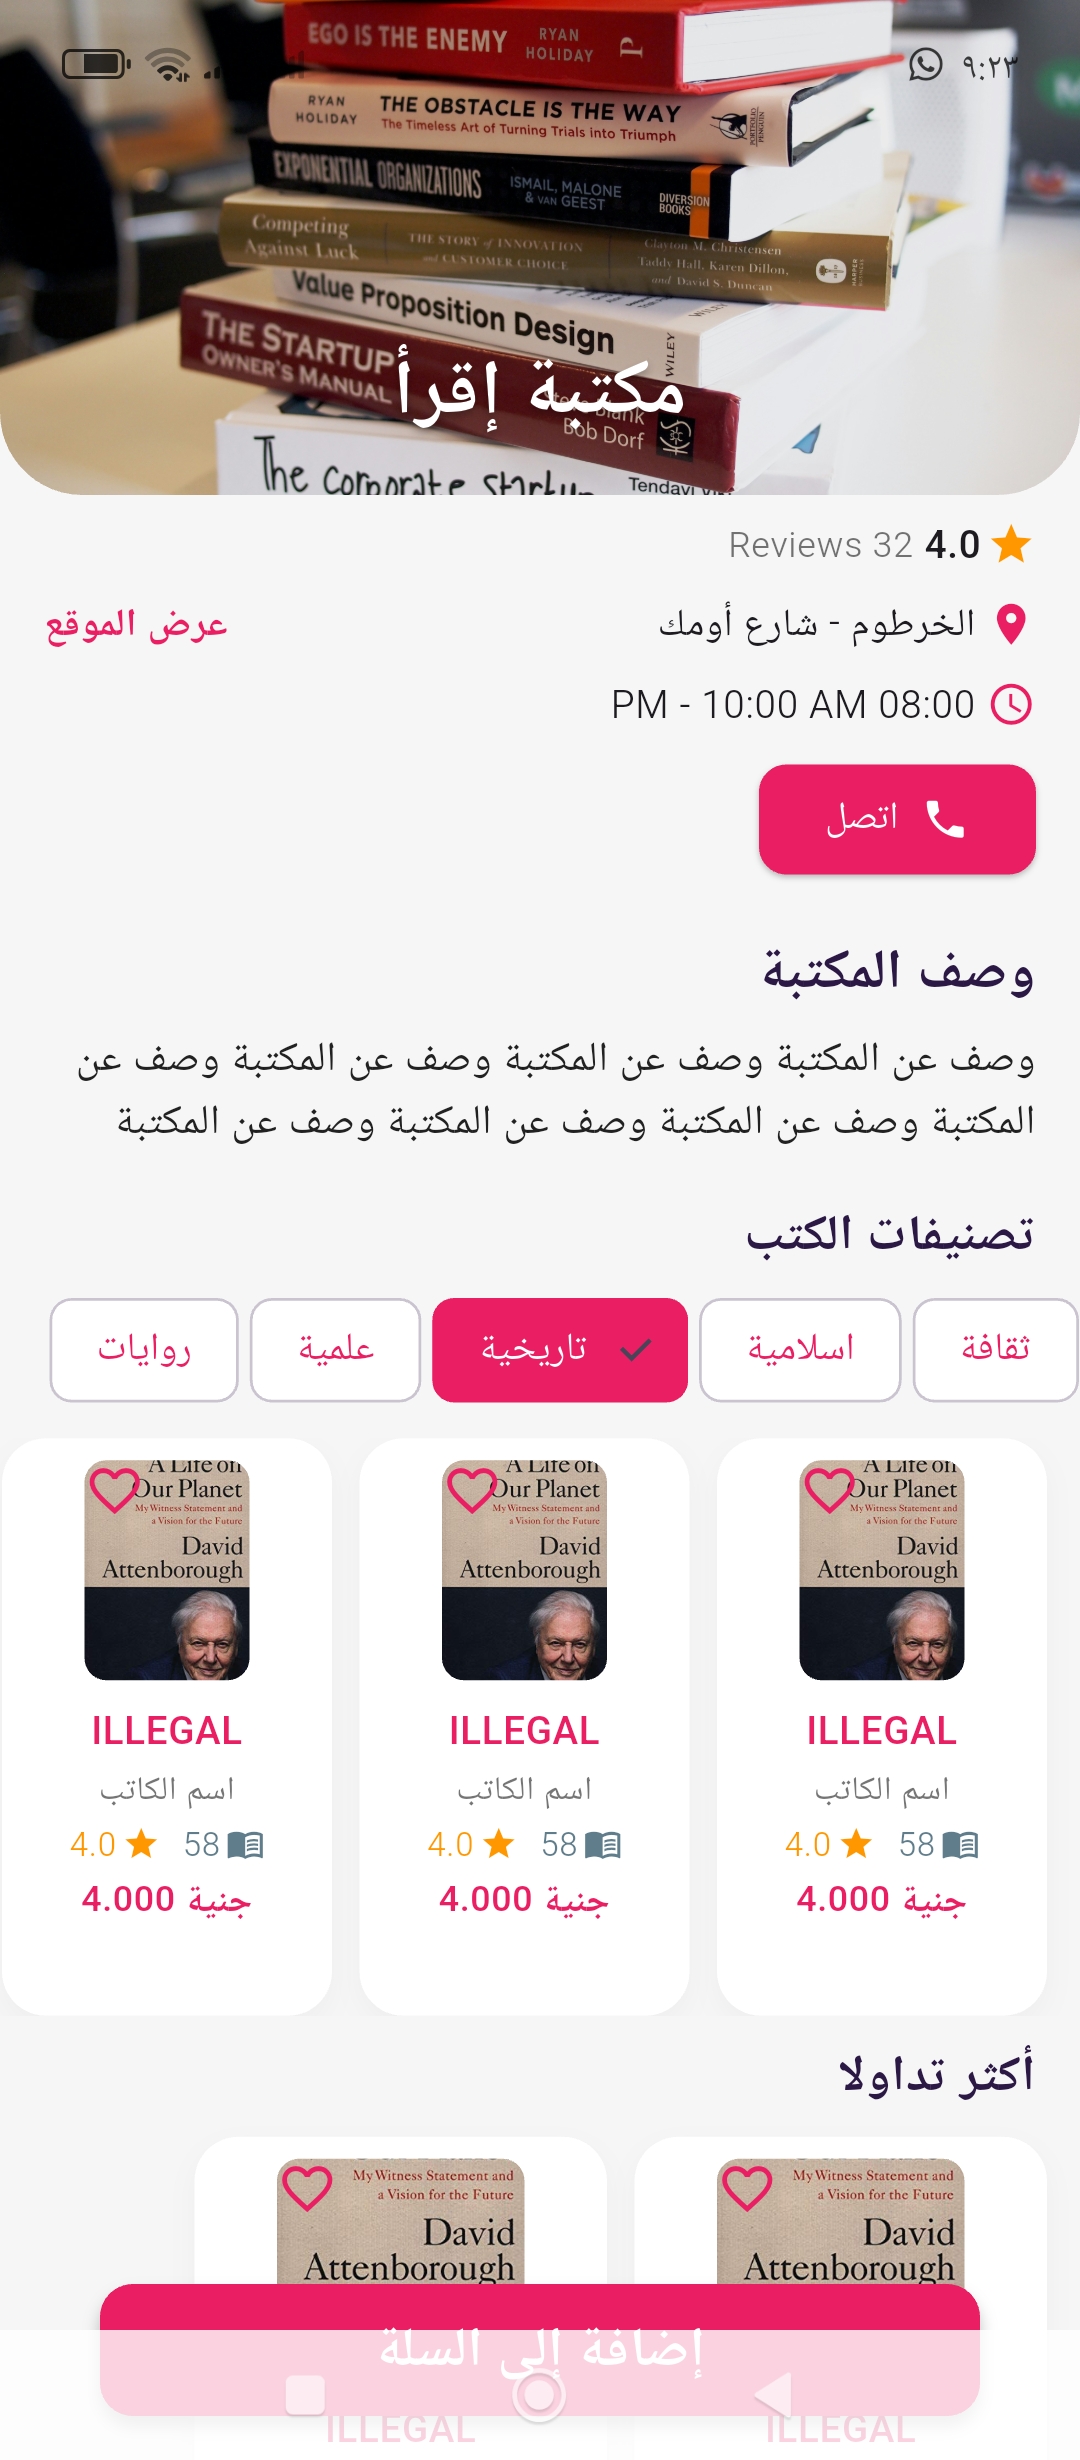 ٩:٢٣
EGO IS THE ENEMY RYAN HOLIDAY P
RYAN HOLIDAY THE OBSTACLE IS THE WAY
The Timeless Art of Turning Trials into Triumph
PORTFOLIO PENGUIN
EXPONENTIAL ORGANIZATIONS ISMAIL, MALONE & VAN GEEST DIVERSION BOOKS
Competing Against Luck THE STORY of INNOVATION and CUSTOMER CHOICE Clayton M. Christensen Taddy Hall, Karen Dillon, and David S. Duncan HARPER BUSINESS
Value Proposition Design WILEY
THE STARTUP OWNER'S MANUAL Steve Blank Bob Dorf
مكتبة إقرأ
The corporate startup Tendayi
4.0 Reviews 32
الخرطوم - شارع أومك
عرض الموقع
PM - 10:00 AM 08:00
اتصل
وصف المكتبة
وصف عن المكتبة وصف عن المكتبة وصف عن المكتبة وصف عن
المكتبة وصف عن المكتبة وصف عن المكتبة وصف عن المكتبة
تصنيفات الكتب
ثقافة
اسلامية
تاريخية
علمية
روايات
A Life on
Our Planet
My Witness Statement and
a Vision for the Future
David
Attenborough
ILLEGAL
اسم الكاتب
58 4.0
جنية 4.000
A Life on
Our Planet
My Witness Statement and
a Vision for the Future
David
Attenborough
ILLEGAL
اسم الكاتب
58 4.0
جنية 4.000
A Life on
Our Planet
My Witness Statement and
a Vision for the Future
David
Attenborough
ILLEGAL
اسم الكاتب
58 4.0
جنية 4.000
أكثر تداولا
My Witness Statement and
a Vision for the Future
David
Attenborough
My Witness Statement and
a Vision for the Future
David
Attenborough
إضافة إلى السلة
ILLEGAL
ILLEGAL